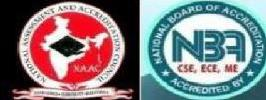 NATIONAL ASSESSMENT AND ACCREDITATION COUNCIL
NAAC
NATIONAL BOARD OF ACCREDITATION
NBA
CSE, ECE, ME
ACCREDITED BY